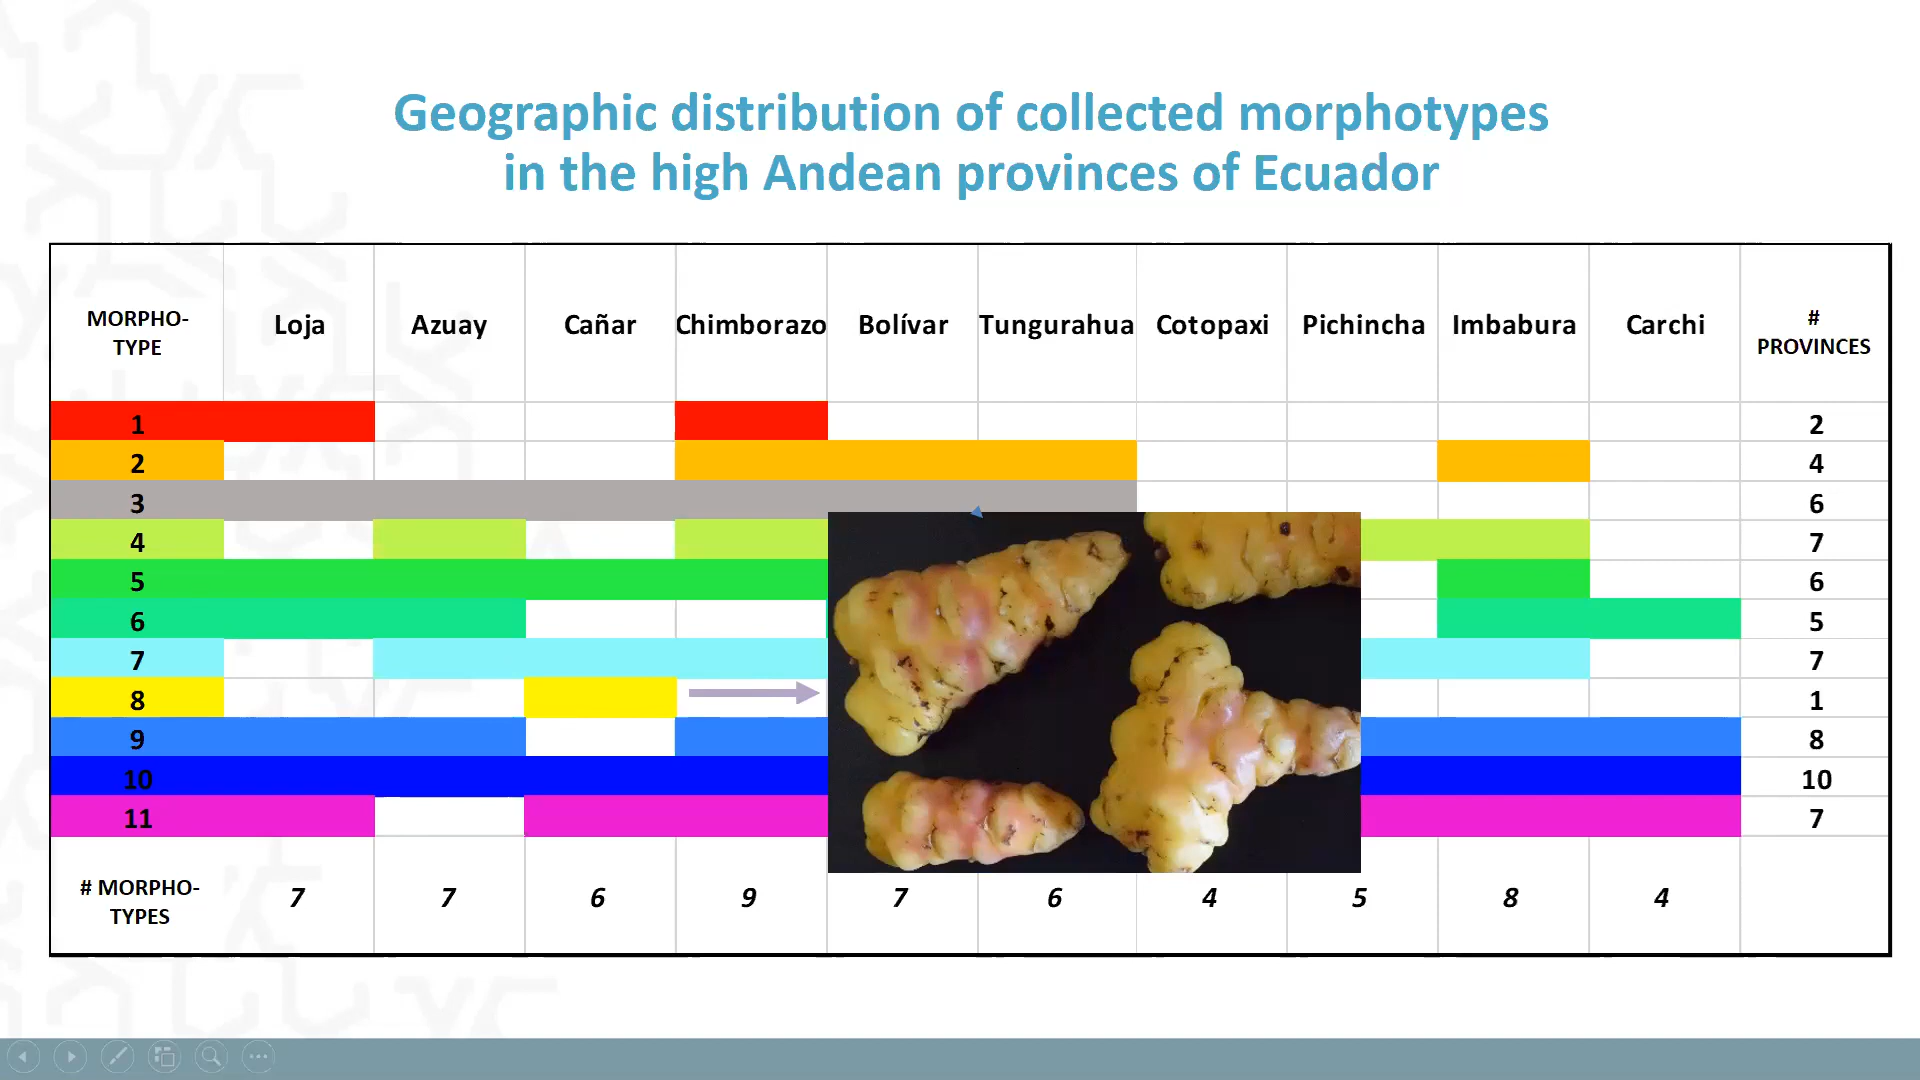 Geographic distribution of collected morphotypes
in the high Andean provinces of Ecuador
MORPHO-
TYPE
Loja
Azuay
Cañar
Chimborazo
Bolívar
Tungurahua
Cotopaxi
Pichincha
Imbabura
Carchi
#
PROVINCES
1 2
2 4
3 6
4 7
5 6
6 5
7 7
8 1
9 8
10 10
11 7
# MORPHO-
TYPES
7 7 6 9 7 6 4 5 8 4